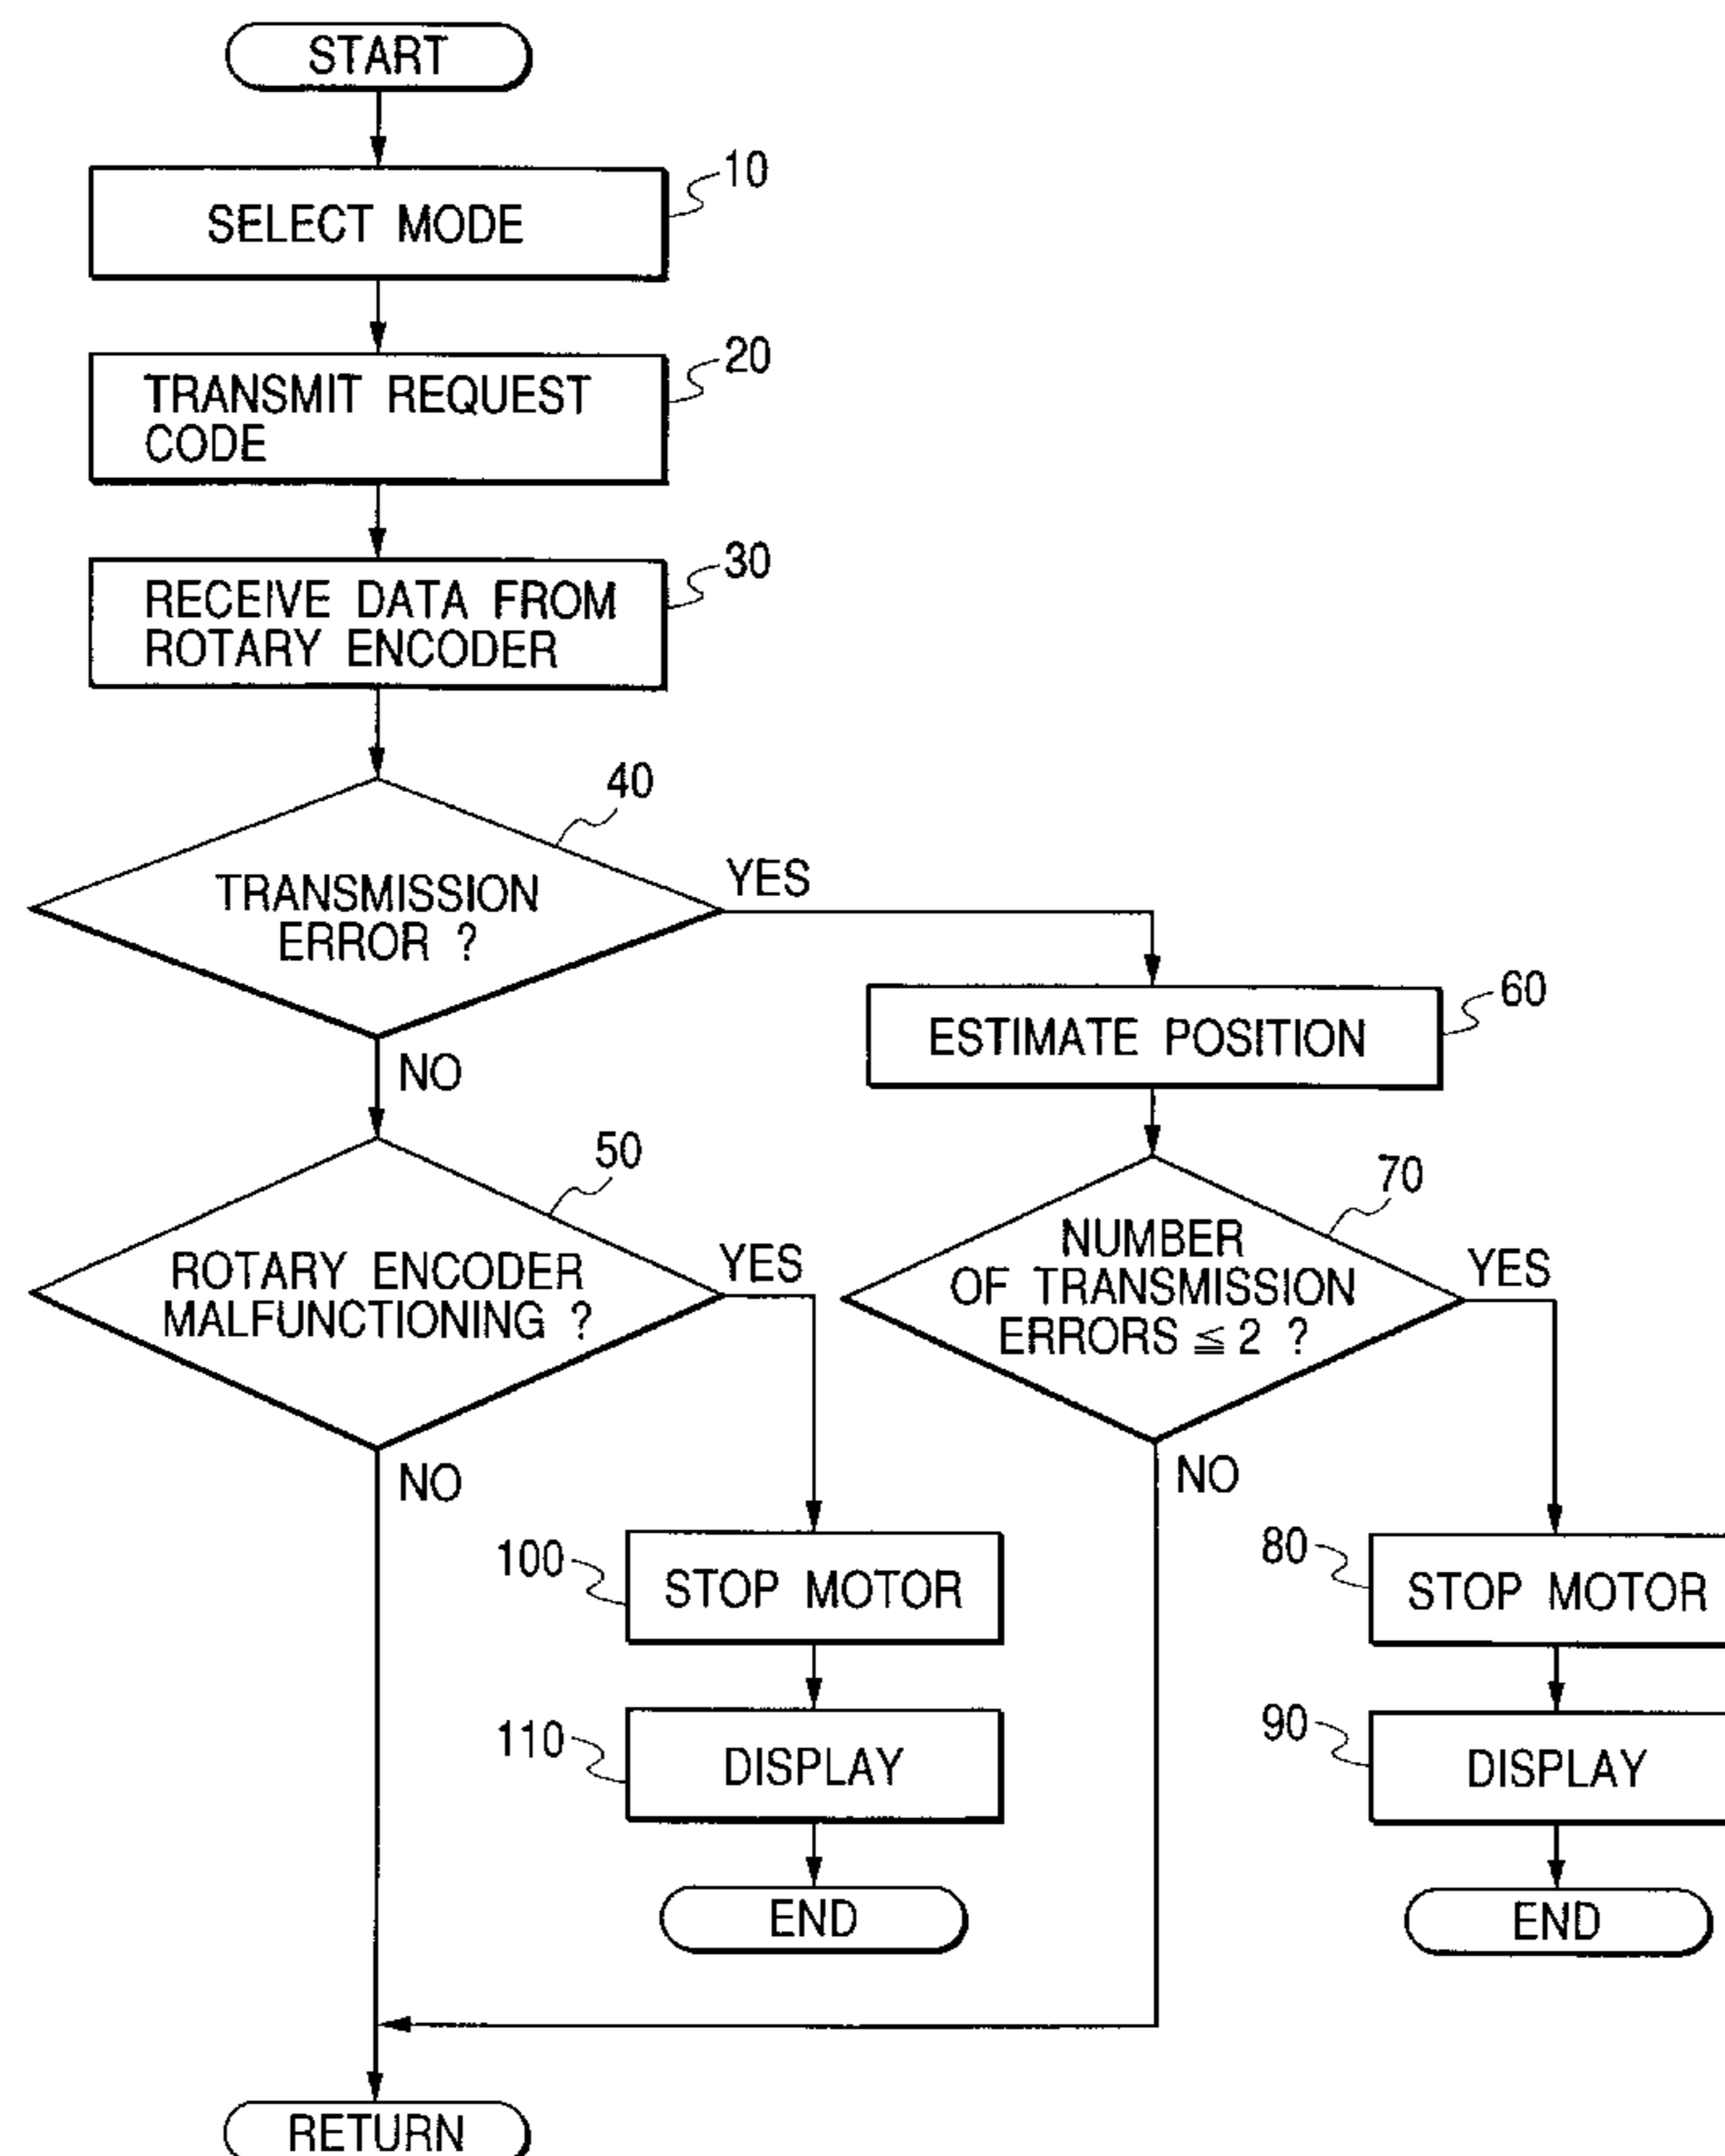 START
10
SELECT MODE
20
TRANSMIT REQUEST
CODE
30
RECEIVE DATA FROM
ROTARY ENCODER
40
TRANSMISSION
ERROR ?
YES
NO
60
ESTIMATE POSITION
50
ROTARY ENCODER
MALFUNCTIONING ?
YES
NO
70
NUMBER
OF TRANSMISSION
ERRORS ≦ 2 ?
YES
NO
100
STOP MOTOR
80
STOP MOTOR
110
DISPLAY
90
DISPLAY
END
END
RETURN